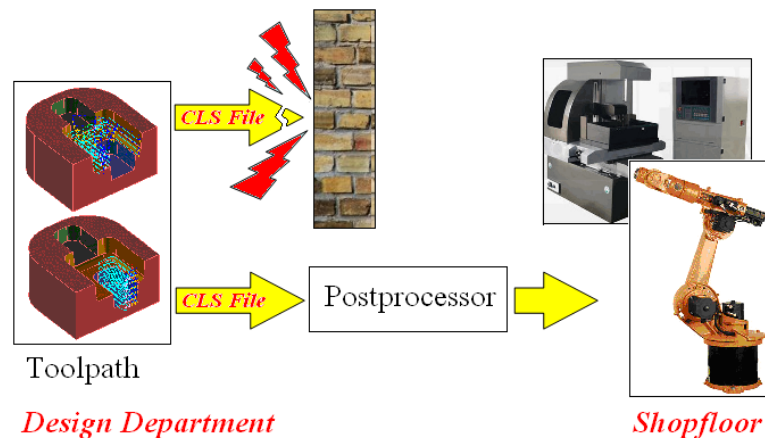 CLS File
CLS File
Postprocessor
Toolpath
Design Department
Shopfloor